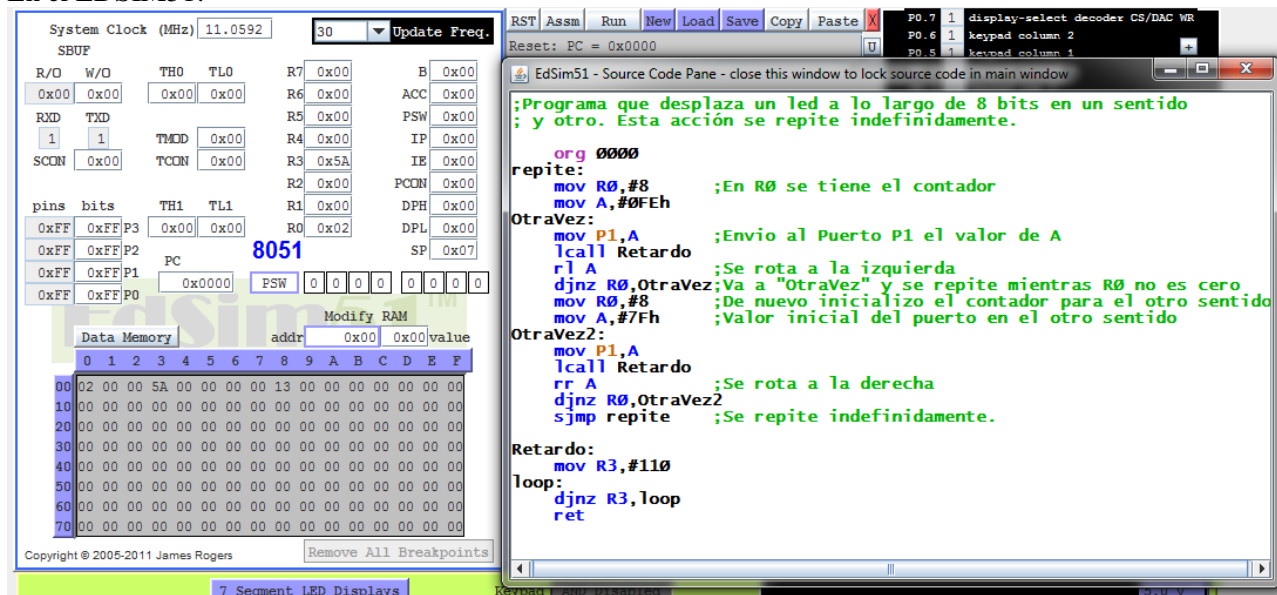 En el EDSIM51:
System Clock (MHz) 11.0592 30 Update Freq.
SBUF
R/O W/O TH0 TL0 R7 0x00 B 0x00
0x00 0x00 0x00 0x00 R6 0x00 ACC 0x00
RXD TXD R5 0x00 PSW 0x00
1 1 TMOD 0x00 R4 0x00 IP 0x00
SCON 0x00 TCON 0x00 R3 0x5A IE 0x00
R2 0x00 PCON 0x00
pins bits TH1 TL1 R1 0x00 DPH 0x00
0xFF 0xFF P3 0x00 0x00 R0 0x02 DPL 0x00
0xFF 0xFF P2 8051 SP 0x07
0xFF 0xFF P1 PC
0xFF 0xFF P0 0x0000 PSW 0 0 0 0 0 0 0 0
EdSim51 TM
Modify RAM
Data Memory addr 0x00 0x00 value
0 1 2 3 4 5 6 7 8 9 A B C D E F
00 02 00 00 5A 00 00 00 00 13 00 00 00 00 00 00 00
10 00 00 00 00 00 00 00 00 00 00 00 00 00 00 00 00
20 00 00 00 00 00 00 00 00 00 00 00 00 00 00 00 00
30 00 00 00 00 00 00 00 00 00 00 00 00 00 00 00 00
40 00 00 00 00 00 00 00 00 00 00 00 00 00 00 00 00
50 00 00 00 00 00 00 00 00 00 00 00 00 00 00 00 00
60 00 00 00 00 00 00 00 00 00 00 00 00 00 00 00 00
70 00 00 00 00 00 00 00 00 00 00 00 00 00 00 00 00
Copyright © 2005-2011 James Rogers Remove All Breakpoints
7 Segment LED Displays
RST Assm Run New Load Save Copy Paste X
Reset: PC = 0x0000 U
P0.7 1 display-select decoder CS/DAC WR
P0.6 1 keypad column 2
P0.5 1 keypad column 1 +
EdSim51 - Source Code Pane - close this window to lock source code in main window
;Programa que desplaza un led a lo largo de 8 bits en un sentido
; y otro. Esta acción se repite indefinidamente.
org 0000
repite:
mov R0,#8 ;En R0 se tiene el contador
mov A,#0FEh
OtraVez:
mov P1,A ;Envio al Puerto P1 el valor de A
lcall Retardo
rl A ;Se rota a la izquierda
djnz R0,OtraVez;Va a "OtraVez" y se repite mientras R0 no es cero
mov R0,#8 ;De nuevo inicializo el contador para el otro sentido
mov A,#7Fh ;Valor inicial del puerto en el otro sentido
OtraVez2:
mov P1,A
lcall Retardo
rr A ;Se rota a la derecha
djnz R0,OtraVez2
sjmp repite ;Se repite indefinidamente.
Retardo:
mov R3,#110
loop:
djnz R3,loop
ret
Keypad AND Disabled 5.0 V